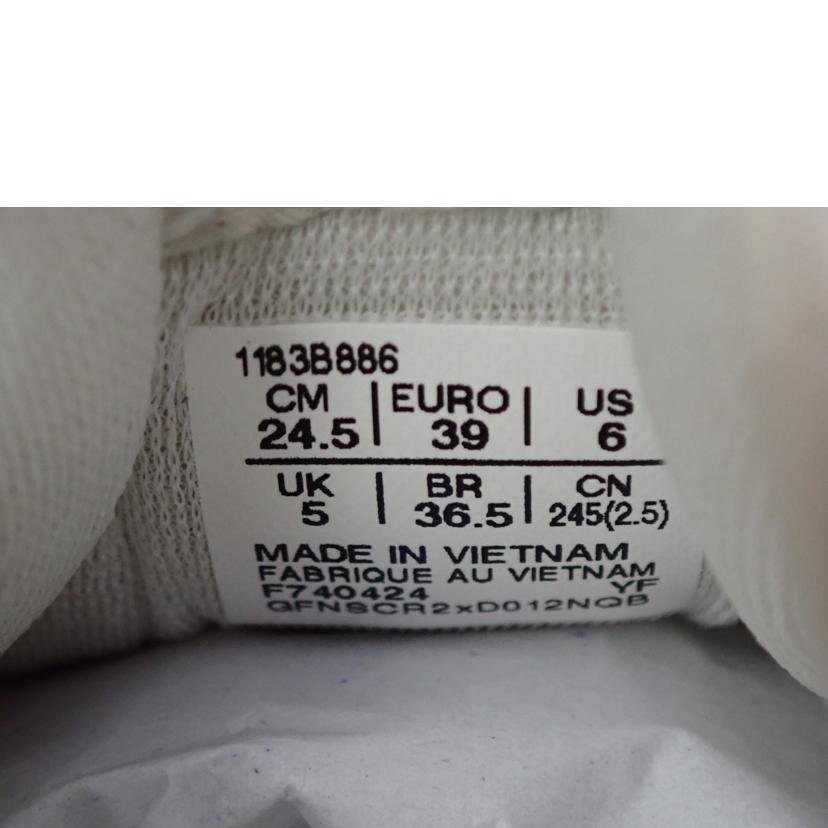 1183B886
CM | EURO | US
24.5 | 39 | 6
UK | BR | CN
5 | 36.5 | 245(2.5)
MADE IN VIETNAM
FABRIQUE AU VIETNAM
F740424 YF
GFNSCR2xD012NQB